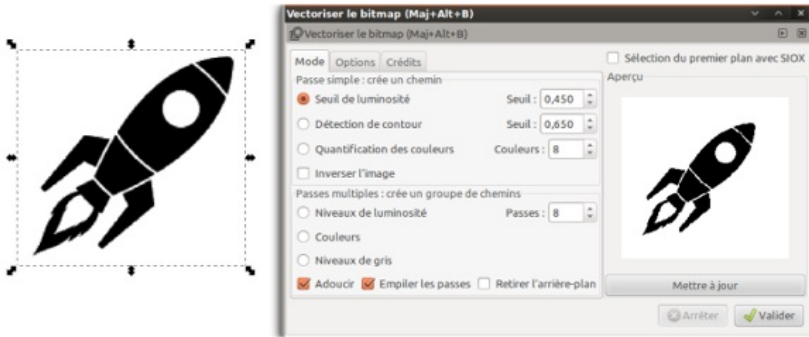 Vectoriser le bitmap (Maj+Alt+B)
Vectoriser le bitmap (Maj+Alt+B)
Mode Options Crédits
Sélection du premier plan avec SIOX
Passe simple : crée un chemin
Aperçu
Seuil de luminosité Seuil : 0,450
Détection de contour Seuil : 0,650
Quantification des couleurs Couleurs : 8
Inverser l'image
Passes multiples : crée un groupe de chemins
Niveaux de luminosité Passes : 8
Couleurs
Niveaux de gris
Adoucir Empiler les passes Retirer l'arrière-plan
Mettre à jour
Arrêter Valider